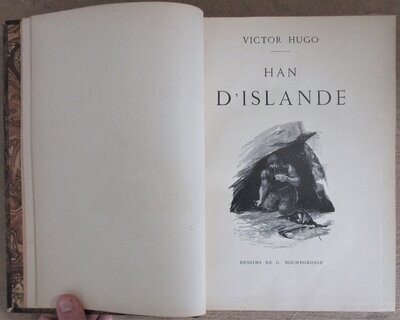 VICTOR HUGO
HAN
D'ISLANDE
DESSINS DE G. ROCHEGROSSE